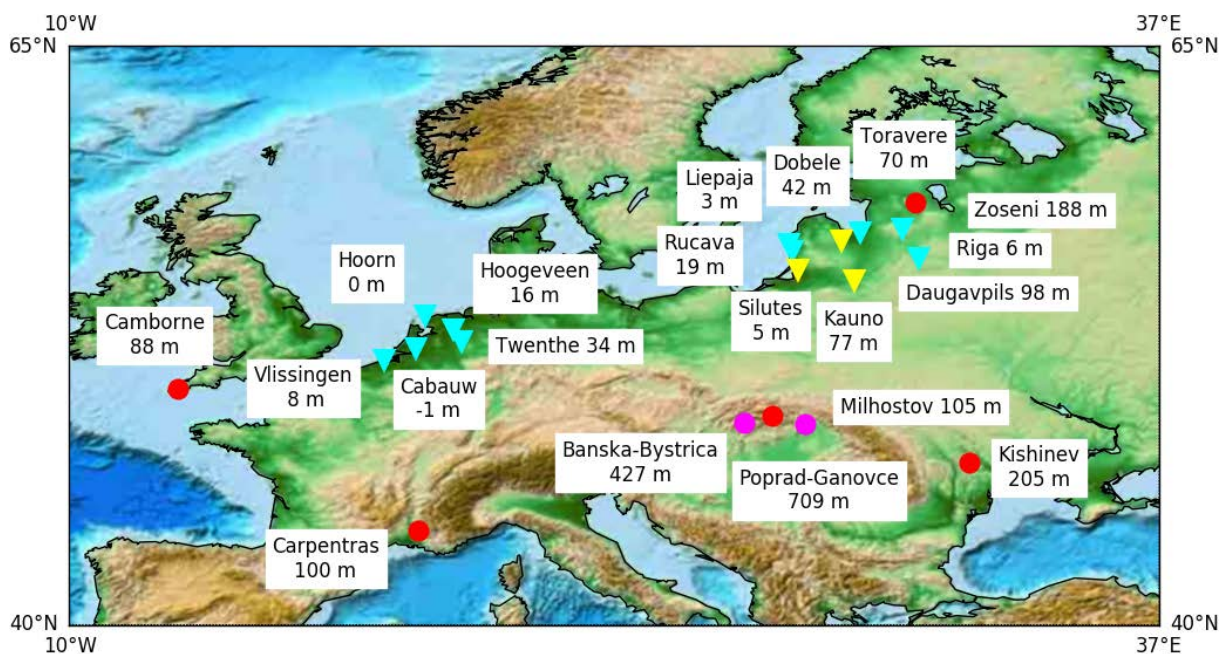 10°W
37°E
65°N
65°N
Toravere
70 m
Dobele
42 m
Liepaja
3 m
Zoseni 188 m
Rucava
19 m
Riga 6 m
Hoorn
0 m
Hoogeveen
16 m
Daugavpils 98 m
Silutes
5 m
Kauno
77 m
Camborne
88 m
Twenthe 34 m
Vlissingen
8 m
Cabauw
-1 m
Milhostov 105 m
Banska-Bystrica
427 m
Poprad-Ganovce
709 m
Kishinev
205 m
Carpentras
100 m
40°N
40°N
10°W
37°E